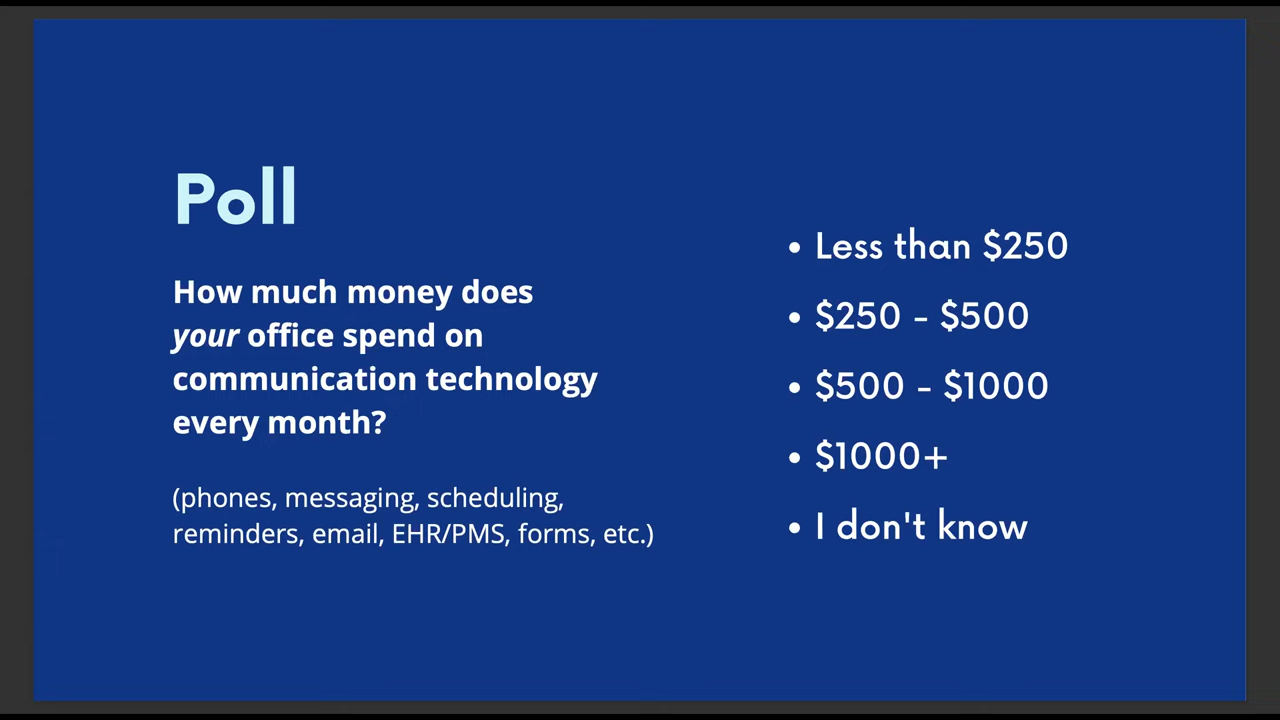 Poll
How much money does
your office spend on
communication technology
every month?
(phones, messaging, scheduling,
reminders, email, EHR/PMS, forms, etc.)
• Less than $250
• $250 - $500
• $500 - $1000
• $1000+
• I don't know